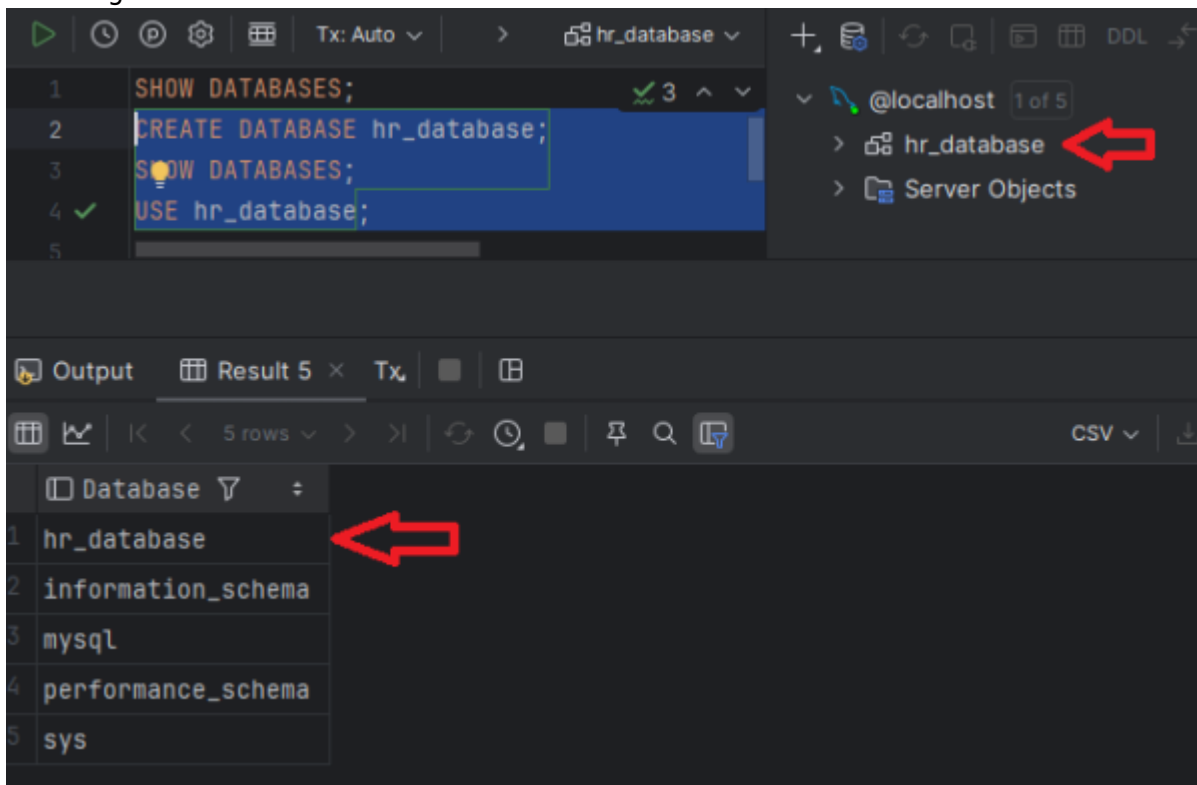 Tx: Auto
hr_database
DDL
1 SHOW DATABASES;
3
2 CREATE DATABASE hr_database;
3 SHOW DATABASES;
4 USE hr_database;
5
@localhost 1 of 5
hr_database
Server Objects
Output
Result 5
Tx
5 rows
CSV
Database
1 hr_database
2 information_schema
3 mysql
4 performance_schema
5 sys